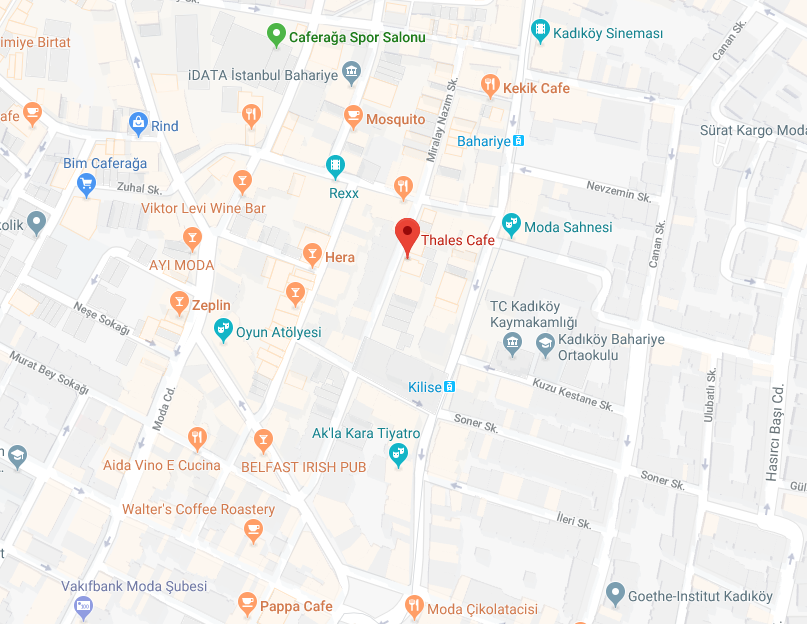 Caferağa Spor Salonu
Kadıköy Sineması
Canan Sk.
imiye Birtat
iDATA İstanbul Bahariye
Kekik Cafe
Miralay Nazım Sk.
afe
Rind
Mosquito
Sürat Kargo Moda
Bahariye
Bim Caferağa
Zuhal Sk.
Rexx
Nevzemin Sk.
Viktor Levi Wine Bar
kolik
Moda Sahnesi
Thales Cafe
Canan Sk.
Hera
AYI MODA
Zeplin
TC Kadıköy
Kaymakamlığı
Neşe Sokağı
Oyun Atölyesi
Kadıköy Bahariye
Ortaokulu
Murat Bey Sokağı
Kilise
Kuzu Kestane Sk.
Ulubatlı Sk.
Moda Cd.
Hasırcı Başı Cd.
Soner Sk.
Ak'la Kara Tiyatro
n
Aida Vino E Cucina
BELFAST IRISH PUB
Soner Sk.
Gül
Walter's Coffee Roastery
İleri Sk.
t
Vakıfbank Moda Şubesi
Pappa Cafe
Moda Çikolatacisi
Goethe-Institut Kadıköy